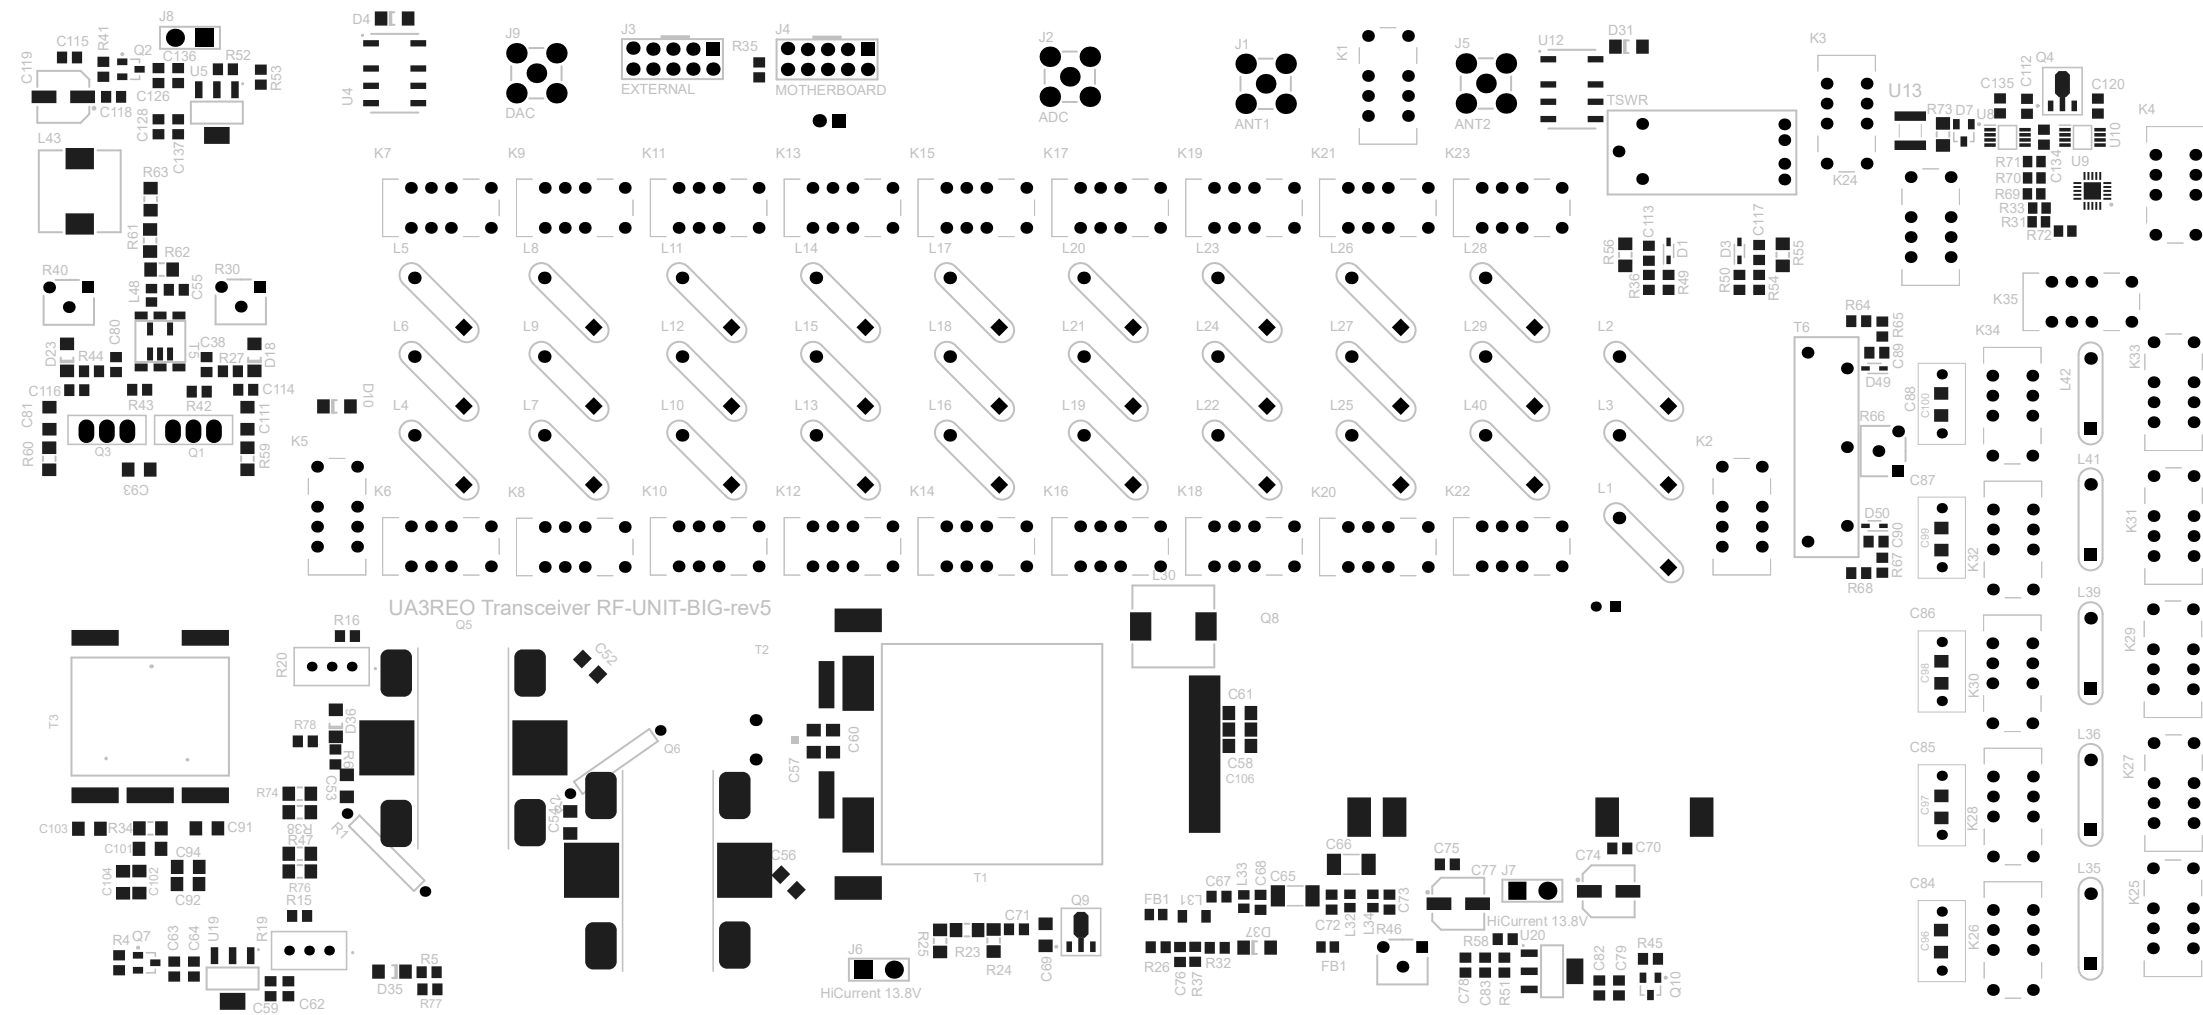 J8
D4
J9
J3
J4
J2
J1
K1
J5
U12
D31
K3
C119
C115
R41
Q2
C136
U5
R52
R53
C126
C118
C128
C137
U4
DAC
EXTERNAL
R35
MOTHERBOARD
ADC
ANT1
ANT2
TSWR
U13
R73
D7
U8
C135
C112
Q4
C120
U10
K4
L43
R63
K7
K9
K11
K13
K15
K17
K19
K21
K23
K24
R71
R70
R69
R33
R31
R72
C134
U9
R61
R62
L5
L8
L11
L14
L17
L20
L23
L26
L28
R56
C113
D1
R36
R49
D3
C117
R55
R50
R54
R40
L48
C55
R30
K35
L6
L9
L12
L15
L18
L21
L24
L27
L29
L2
T6
R64
R65
C89
D49
K34
L42
K33
D23
R44
C80
T5
C38
R27
D18
C116
R43
R42
C114
C81
C111
D10
L4
L7
L10
L13
L16
L19
L22
L25
L40
L3
R66
C88
C100
R60
Q3
Q1
R59
C93
K5
K2
K6
K8
K10
K12
K14
K16
K18
K20
K22
L1
C87
C99
L41
K31
D50
C90
R67
R68
K32
L30
UA3REO Transceiver RF-UNIT-BIG-rev5
Q5
T2
Q8
R16
R20
C52
C86
C98
L39
K29
K30
T3
R78
D36
R6
C53
Q6
C57
C60
C61
C58
C106
C85
C97
L36
K27
K28
R74
R38
R1
C54
C103
R34
C91
C101
R47
C94
C104
C102
C92
R76
R15
C56
T1
C66
C75
C77
J7
C74
C70
C84
C96
L35
K25
K26
R4
Q7
C63
C64
U19
R19
R5
D35
R77
C59
C62
R25
R23
R24
C71
C69
Q9
J6
HiCurrent 13.8V
FB1
L31
C67
L33
C68
C65
C72
L32
L34
C73
HiCurrent 13.8V
R26
C76
R37
R32
D37
FB1
R46
R58
U20
C78
C83
R51
C82
C79
R45
Q10